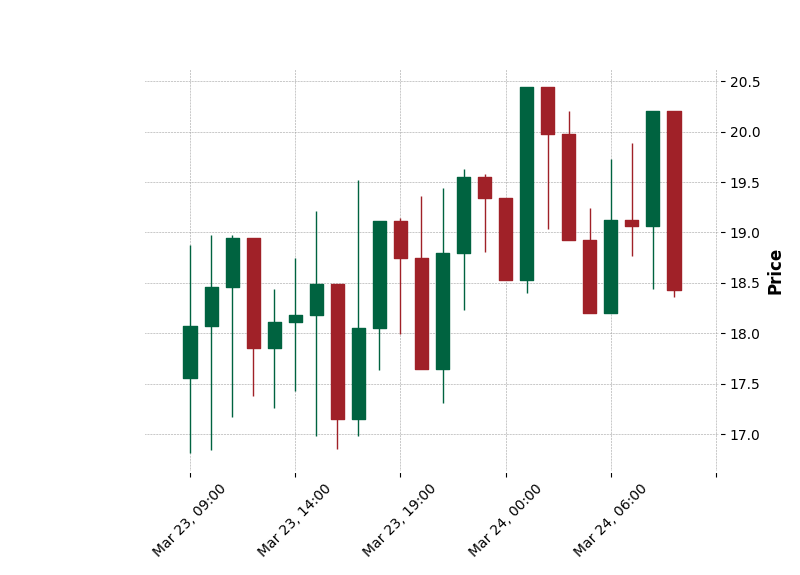 20.5
20.0
19.5
19.0
18.5
18.0
17.5
17.0
Price
Mar 23, 09:00
Mar 23, 14:00
Mar 23, 19:00
Mar 24, 00:00
Mar 24, 06:00